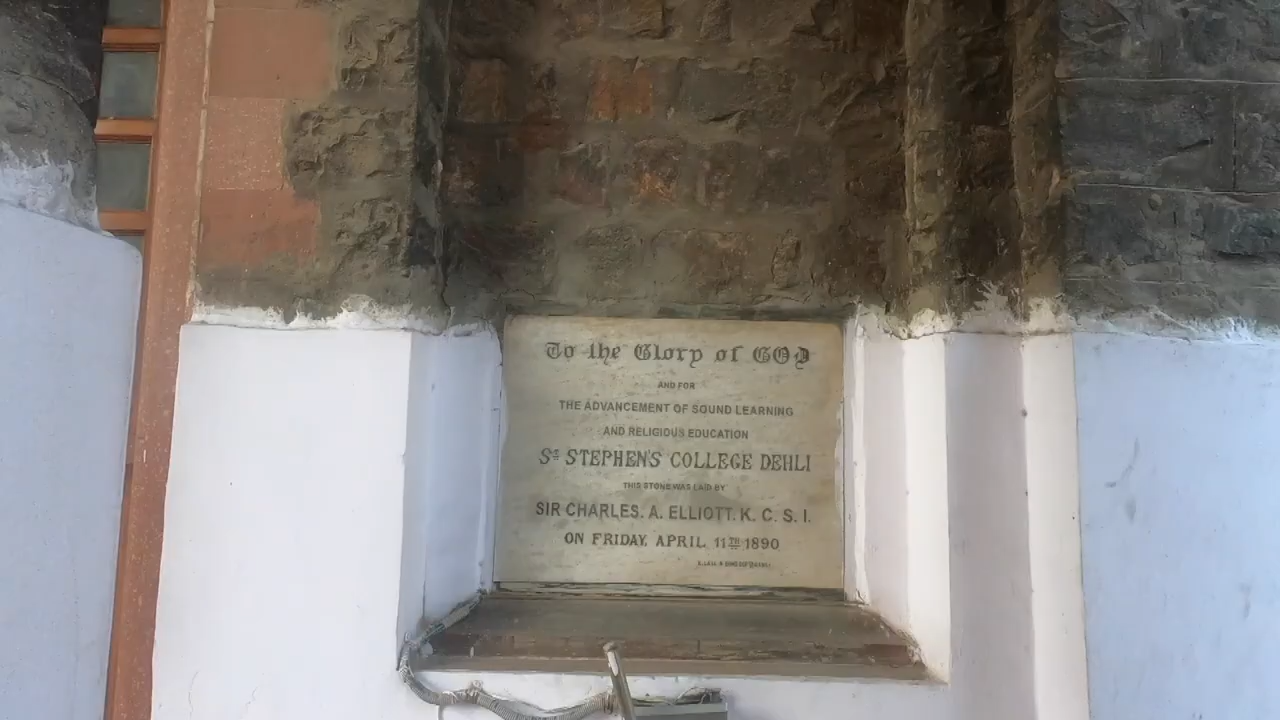 To the Glory of GOD
AND FOR
THE ADVANCEMENT OF SOUND LEARNING
AND RELIGIOUS EDUCATION
ST STEPHEN'S COLLEGE DEHLI
THIS STONE WAS LAID BY
SIR CHARLES. A. ELLIOTT. K. C. S. I.
ON FRIDAY, APRIL 11TH 1890